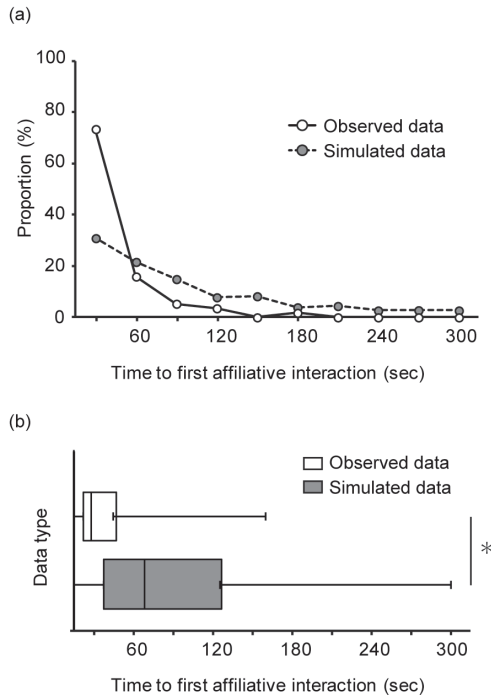 (a)
100
80
60
40
20
0
Proportion (%)
Observed data
Simulated data
60 120 180 240 300
Time to first affiliative interaction (sec)
(b)
Observed data
Simulated data
Data type
*
60 120 180 240 300
Time to first affiliative interaction (sec)